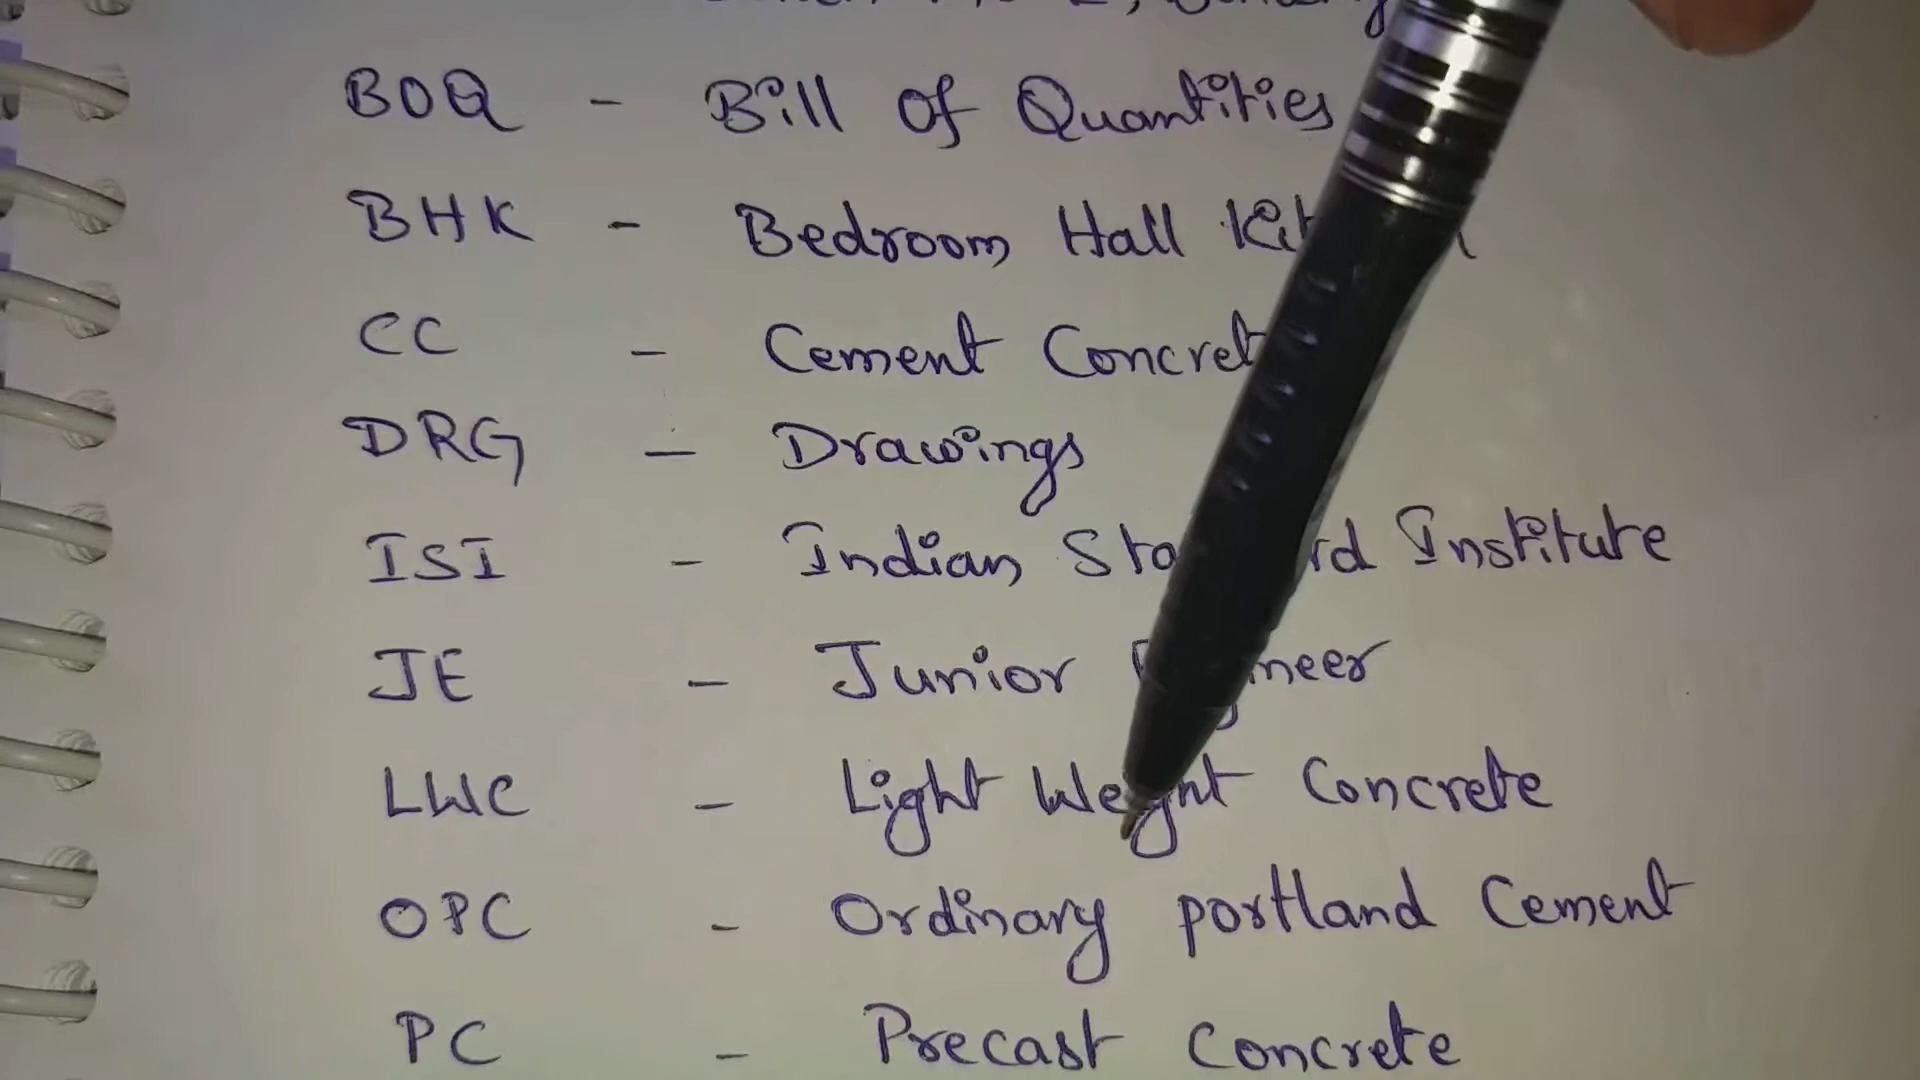 BOQ - Bill Of Quantities
BHK - Bedroom Hall
CC - Cement
DRG - Drawings
ISI - Indian Institute
JE - Junior
LWC - Light Weight Concrete
OPC - Ordinary portland Cement
PC - Precast Concrete